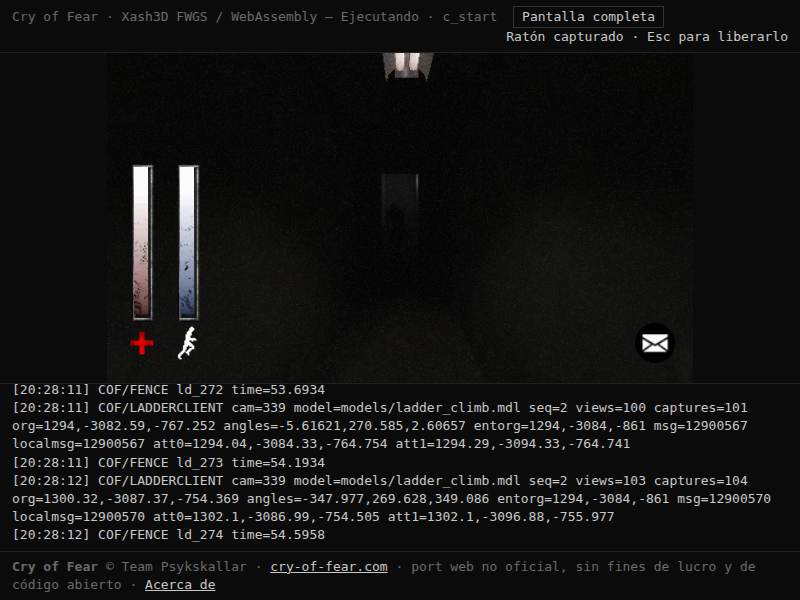 Cry of Fear · Xash3D FWGS / WebAssembly — Ejecutando · c_start
Pantalla completa
Ratón capturado · Esc para liberarlo
[20:28:11] COF/FENCE ld_272 time=53.6934
[20:28:11] COF/LADDERCLIENT cam=339 model=models/ladder_climb.mdl seq=2 views=100 captures=101
org=1294,-3082.59,-767.252 angles=-5.61621,270.585,2.60657 entorg=1294,-3084,-861 msg=12900567
localmsg=12900567 att0=1294.04,-3084.33,-764.754 att1=1294.29,-3094.33,-764.741
[20:28:11] COF/FENCE ld_273 time=54.1934
[20:28:12] COF/LADDERCLIENT cam=339 model=models/ladder_climb.mdl seq=2 views=103 captures=104
org=1300.32,-3087.37,-754.369 angles=-347.977,269.628,349.086 entorg=1294,-3084,-861 msg=12900570
localmsg=12900570 att0=1302.1,-3086.99,-754.505 att1=1302.1,-3096.88,-755.977
[20:28:12] COF/FENCE ld_274 time=54.5958
Cry of Fear © Team Psykskallar · cry-of-fear.com · port web no oficial, sin fines de lucro y de
código abierto · Acerca de